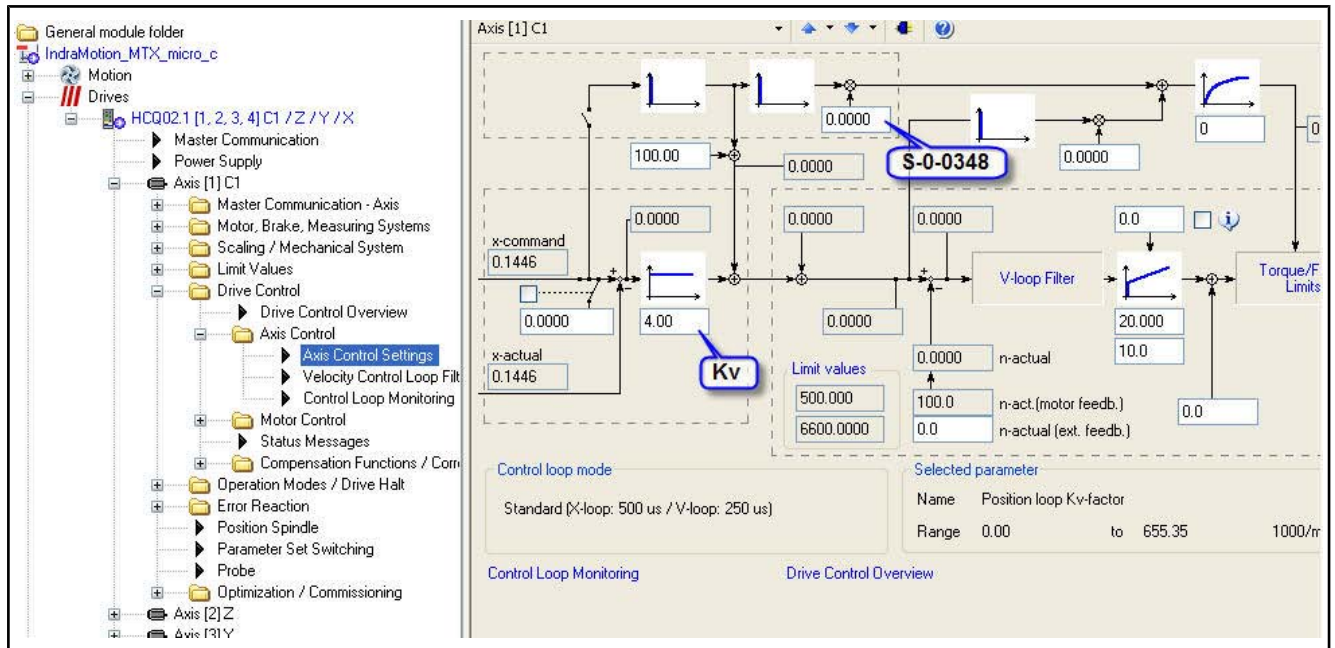 General module folder
IndraMotion_MTX_micro_c
Motion
Drives
HCQ02.1 [1, 2, 3, 4] C1 / Z / Y / X
Master Communication
Power Supply
Axis [1] C1
Master Communication - Axis
Motor, Brake, Measuring Systems
Scaling / Mechanical System
Limit Values
Drive Control
Drive Control Overview
Axis Control
Axis Control Settings
Velocity Control Loop Filt
Control Loop Monitoring
Motor Control
Status Messages
Compensation Functions / Corre
Operation Modes / Drive Halt
Error Reaction
Position Spindle
Parameter Set Switching
Probe
Optimization / Commissioning
Axis [2] Z
Axis [3] Y
Axis [1] C1
0.0000
S-0-0348
0
0
100.00
0.0000
0.0000
0.0000
0.0000
0.0000
0.0
x-command
0.1446
V-loop Filter
Torque/F
Limits
0.0000
4.00
0.0000
20.000
10.0
x-actual
0.1446
Kv
Limit values
500.000
6600.0000
0.0000 n-actual
100.0 n-act.(motor feedb.)
0.0 n-actual (ext. feedb.)
0.0
Control loop mode
Standard (X-loop: 500 us / V-loop: 250 us)
Selected parameter
Name Position loop Kv-factor
Range 0.00 to 655.35 1000/m
Control Loop Monitoring
Drive Control Overview